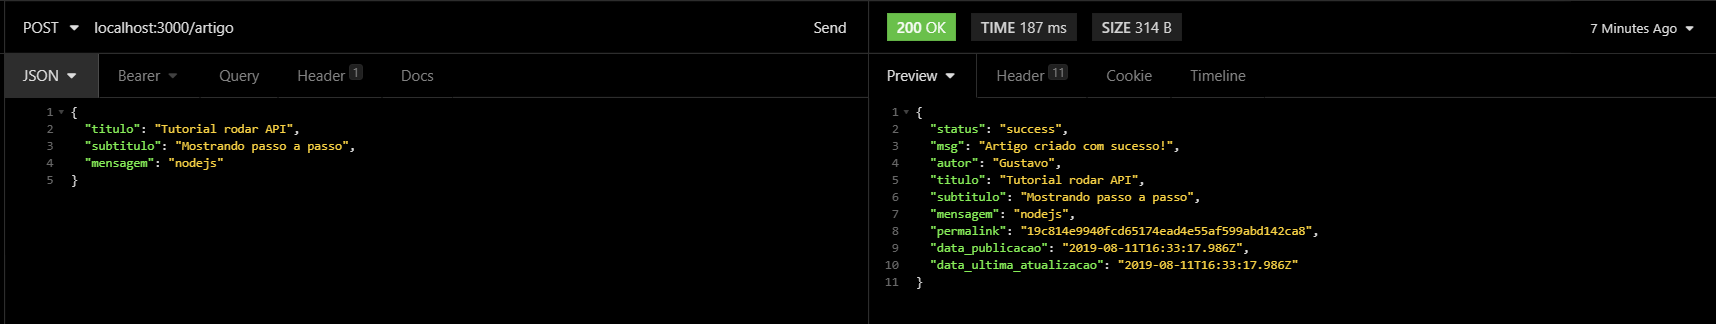 POST localhost:3000/artigo Send
JSON Bearer Query Header 1 Docs
1 {
2 "titulo": "Tutorial rodar API",
3 "subtitulo": "Mostrando passo a passo",
4 "mensagem": "nodejs"
5 }
200 OK TIME 187 ms SIZE 314 B 7 Minutes Ago
Preview Header 11 Cookie Timeline
1 {
2 "status": "success",
3 "msg": "Artigo criado com sucesso!",
4 "autor": "Gustavo",
5 "titulo": "Tutorial rodar API",
6 "subtitulo": "Mostrando passo a passo",
7 "mensagem": "nodejs",
8 "permalink": "19c814e9940fcd65174ead4e55af599abd142ca8",
9 "data_publicacao": "2019-08-11T16:33:17.986Z",
10 "data_ultima_atualizacao": "2019-08-11T16:33:17.986Z"
11 }